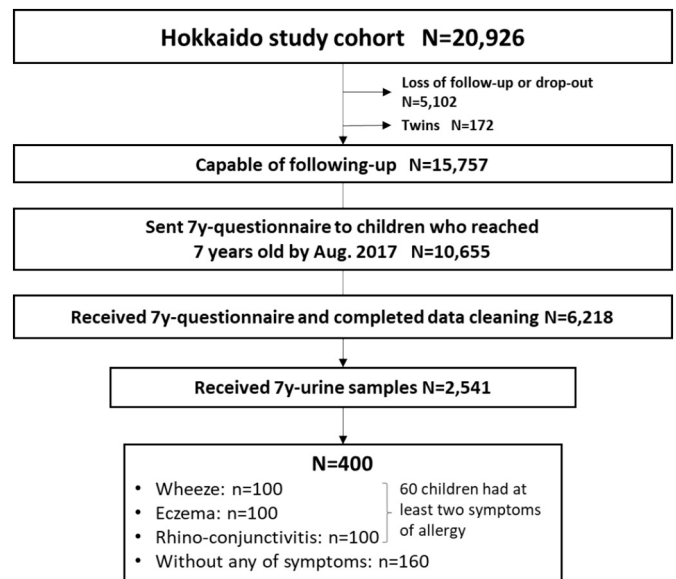 Hokkaido study cohort N=20,926
Loss of follow-up or drop-out
N=5,102
Twins N=172
Capable of following-up N=15,757
Sent 7y-questionnaire to children who reached
7 years old by Aug. 2017 N=10,655
Received 7y-questionnaire and completed data cleaning N=6,218
Received 7y-urine samples N=2,541
N=400
• Wheeze: n=100
• Eczema: n=100
• Rhino-conjunctivitis: n=100
60 children had at
least two symptoms
of allergy
• Without any of symptoms: n=160